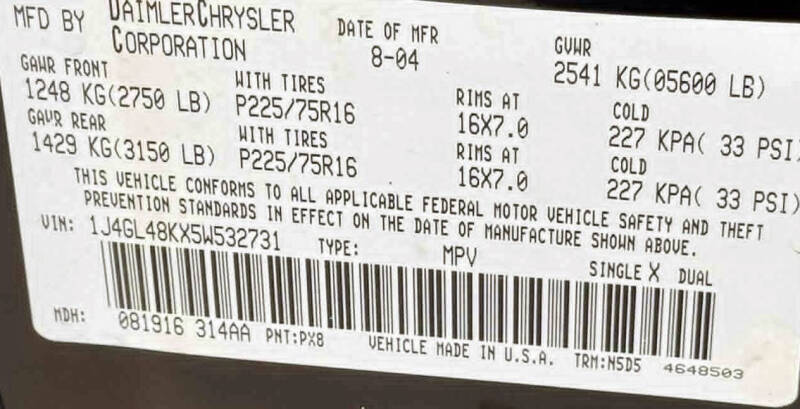 MFD BY DAIMLERCHRYSLER CORPORATION DATE OF MFR 8-04 GVWR 2541 KG(05600 LB)
GAWR FRONT WITH TIRES RIMS AT COLD
1248 KG(2750 LB) P225/75R16 16X7.0 227 KPA( 33 PSI)
GAWR REAR WITH TIRES RIMS AT COLD
1429 KG(3150 LB) P225/75R16 16X7.0 227 KPA( 33 PSI)
THIS VEHICLE CONFORMS TO ALL APPLICABLE FEDERAL MOTOR VEHICLE SAFETY AND THEFT
PREVENTION STANDARDS IN EFFECT ON THE DATE OF MANUFACTURE SHOWN ABOVE.
VIN: 1J4GL48KX5W532731 TYPE: MPV SINGLE X DUAL
MDH: 081916 314AA PNT:PX8 VEHICLE MADE IN U.S.A. TRM:N5D5 4648503